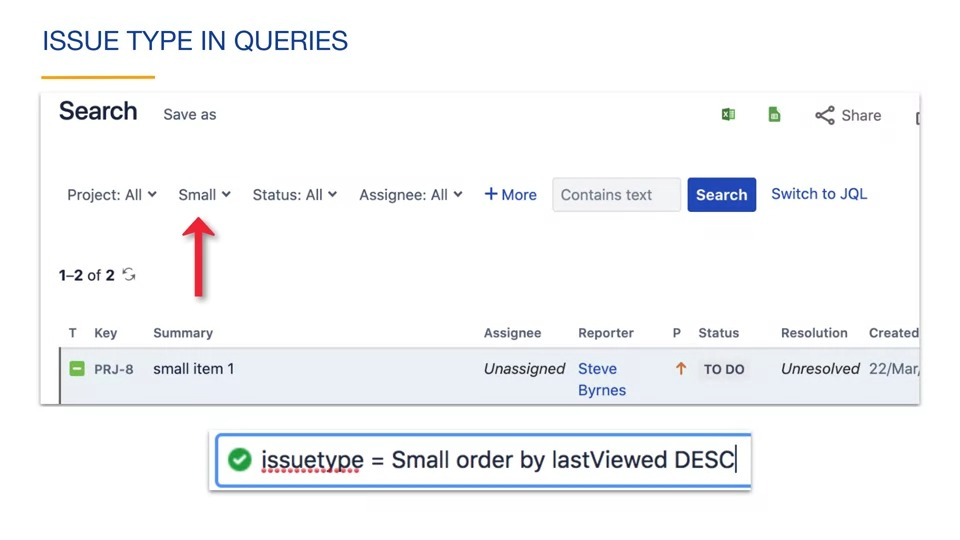 ISSUE TYPE IN QUERIES
Search Save as Share
Project: All Small Status: All Assignee: All + More Contains text Search Switch to JQL
1–2 of 2
T Key Summary Assignee Reporter P Status Resolution Created
PRJ-8 small item 1 Unassigned Steve Byrnes TO DO Unresolved 22/Mar/
issuetype = Small order by lastViewed DESC